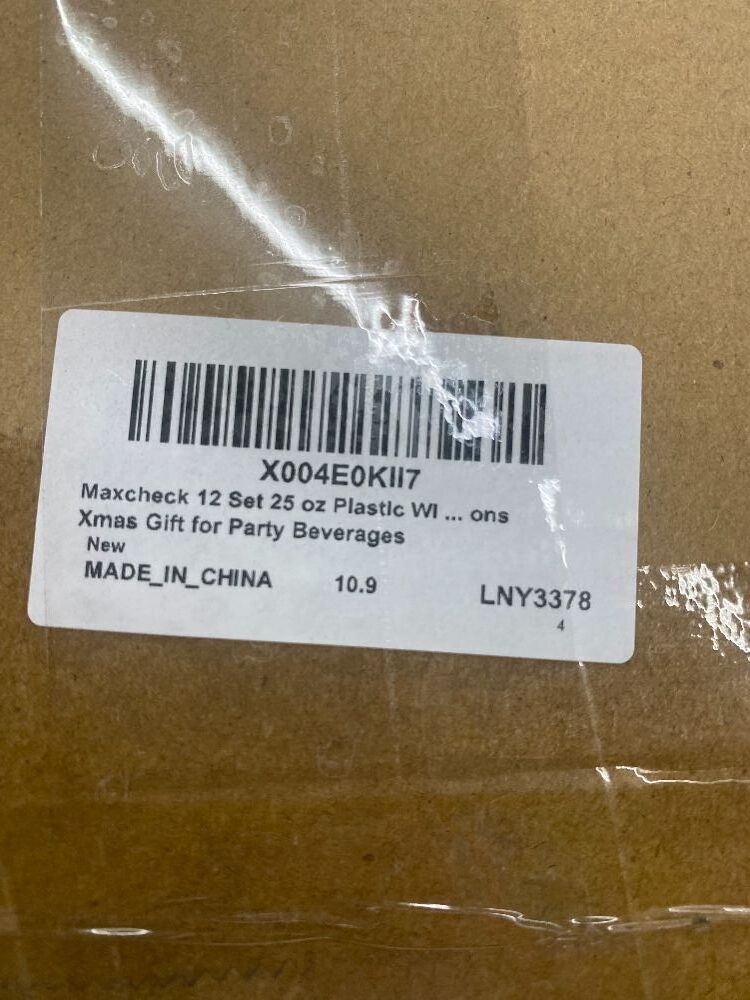 X004E0KII7
Maxcheck 12 Set 25 oz Plastic Wi ... ons
Xmas Gift for Party Beverages
New
MADE_IN_CHINA 10.9 LNY3378
4